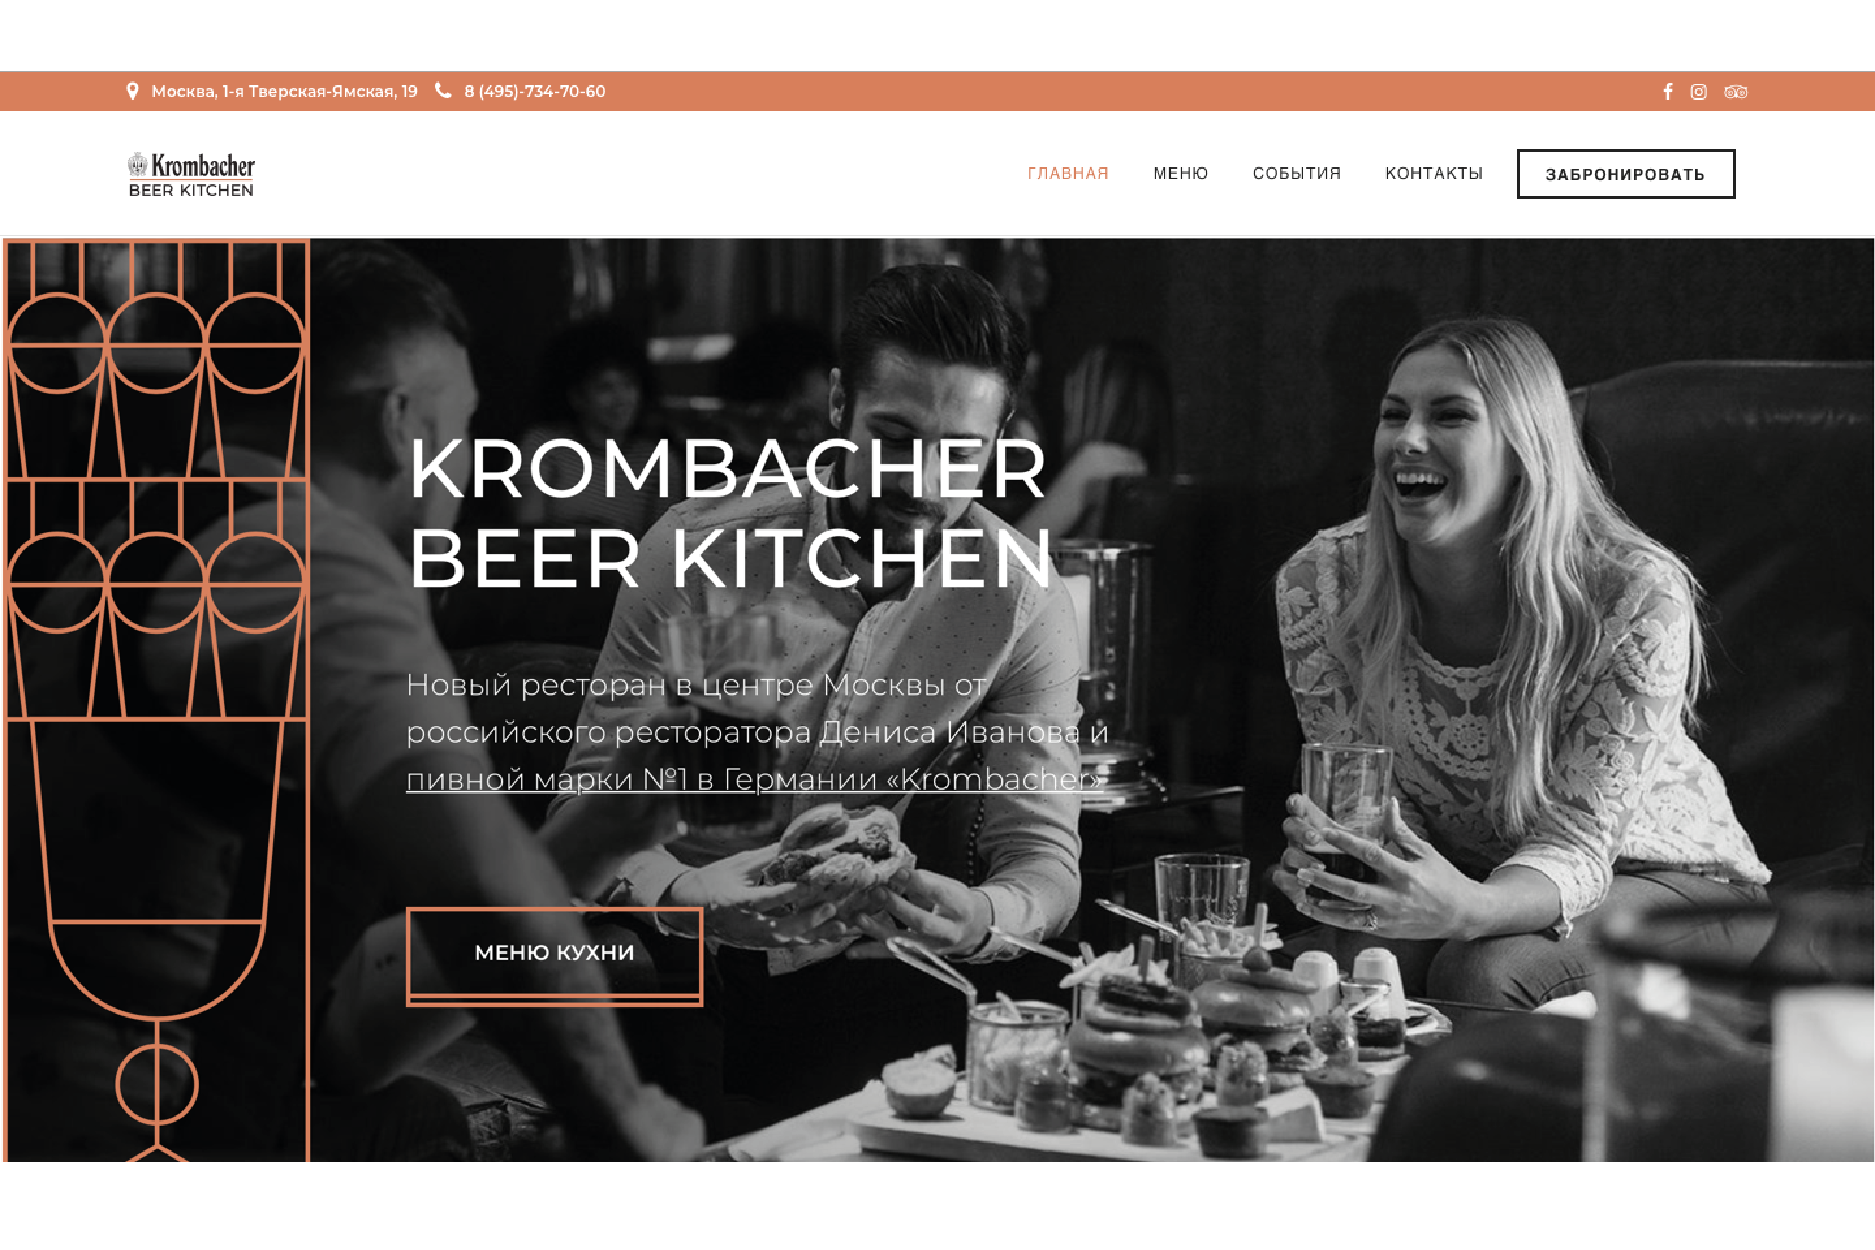 Москва, 1-я Тверская-Ямская, 19 8 (495)-734-70-60
Krombacher
BEER KITCHEN
ГЛАВНАЯ МЕНЮ СОБЫТИЯ КОНТАКТЫ ЗАБРОНИРОВАТЬ
KROMBACHER
BEER KITCHEN
Новый ресторан в центре Москвы от
российского ресторатора Дениса Иванова и
пивной марки №1 в Германии «Krombacher»
МЕНЮ КУХНИ